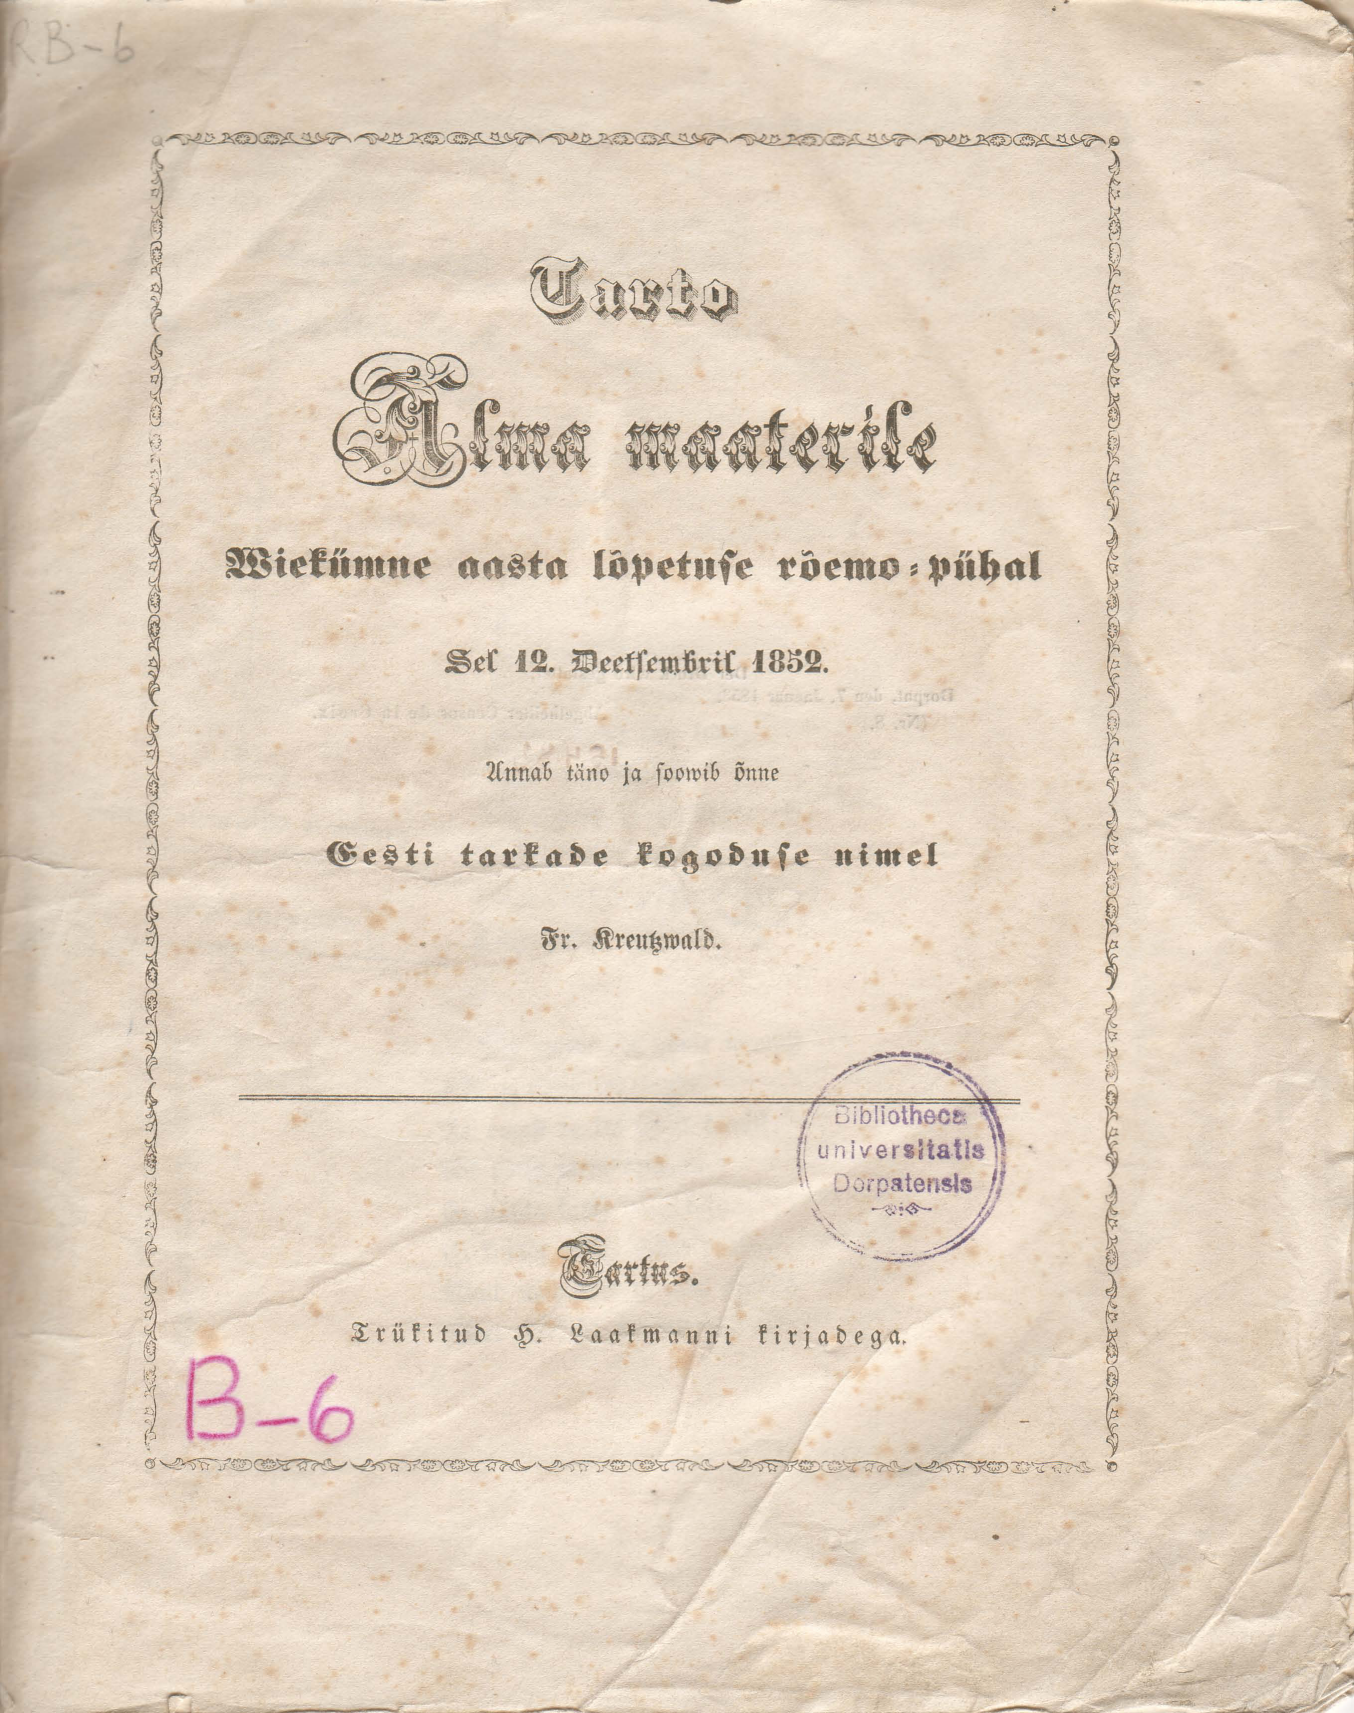 RB-6
Tarto
Alma maaterile
Wiekümne aasta lõpetuse rõemo-pühal
Sel 12. Deetsembril 1852.
Annab täno ja soowib õnne
Eesti tarkade kogoduse nimel
Fr. Kreutzwald.
Bibliotheca
universitatis
Dorpatensis
Tartus.
Trükitud H. Laakmanni kirjadega.
B-6